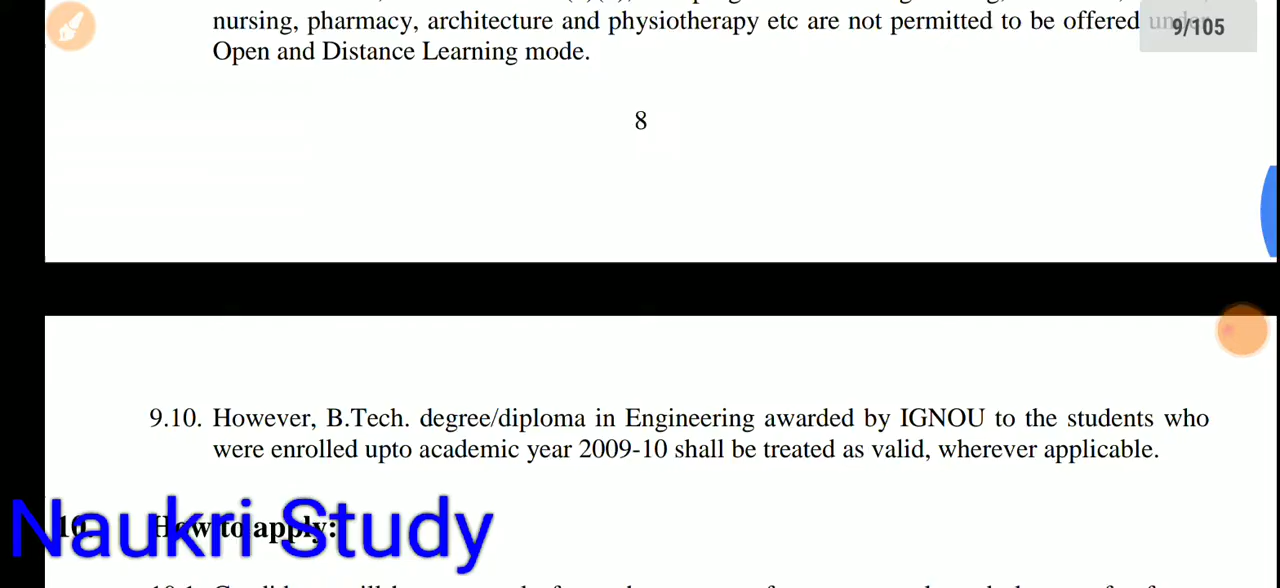 nursing, pharmacy, architecture and physiotherapy etc are not permitted to be offered
9/105
Open and Distance Learning mode.
8
9.10. However, B.Tech. degree/diploma in Engineering awarded by IGNOU to the students who
were enrolled upto academic year 2009-10 shall be treated as valid, wherever applicable.
10. How to apply:
Naukri Study